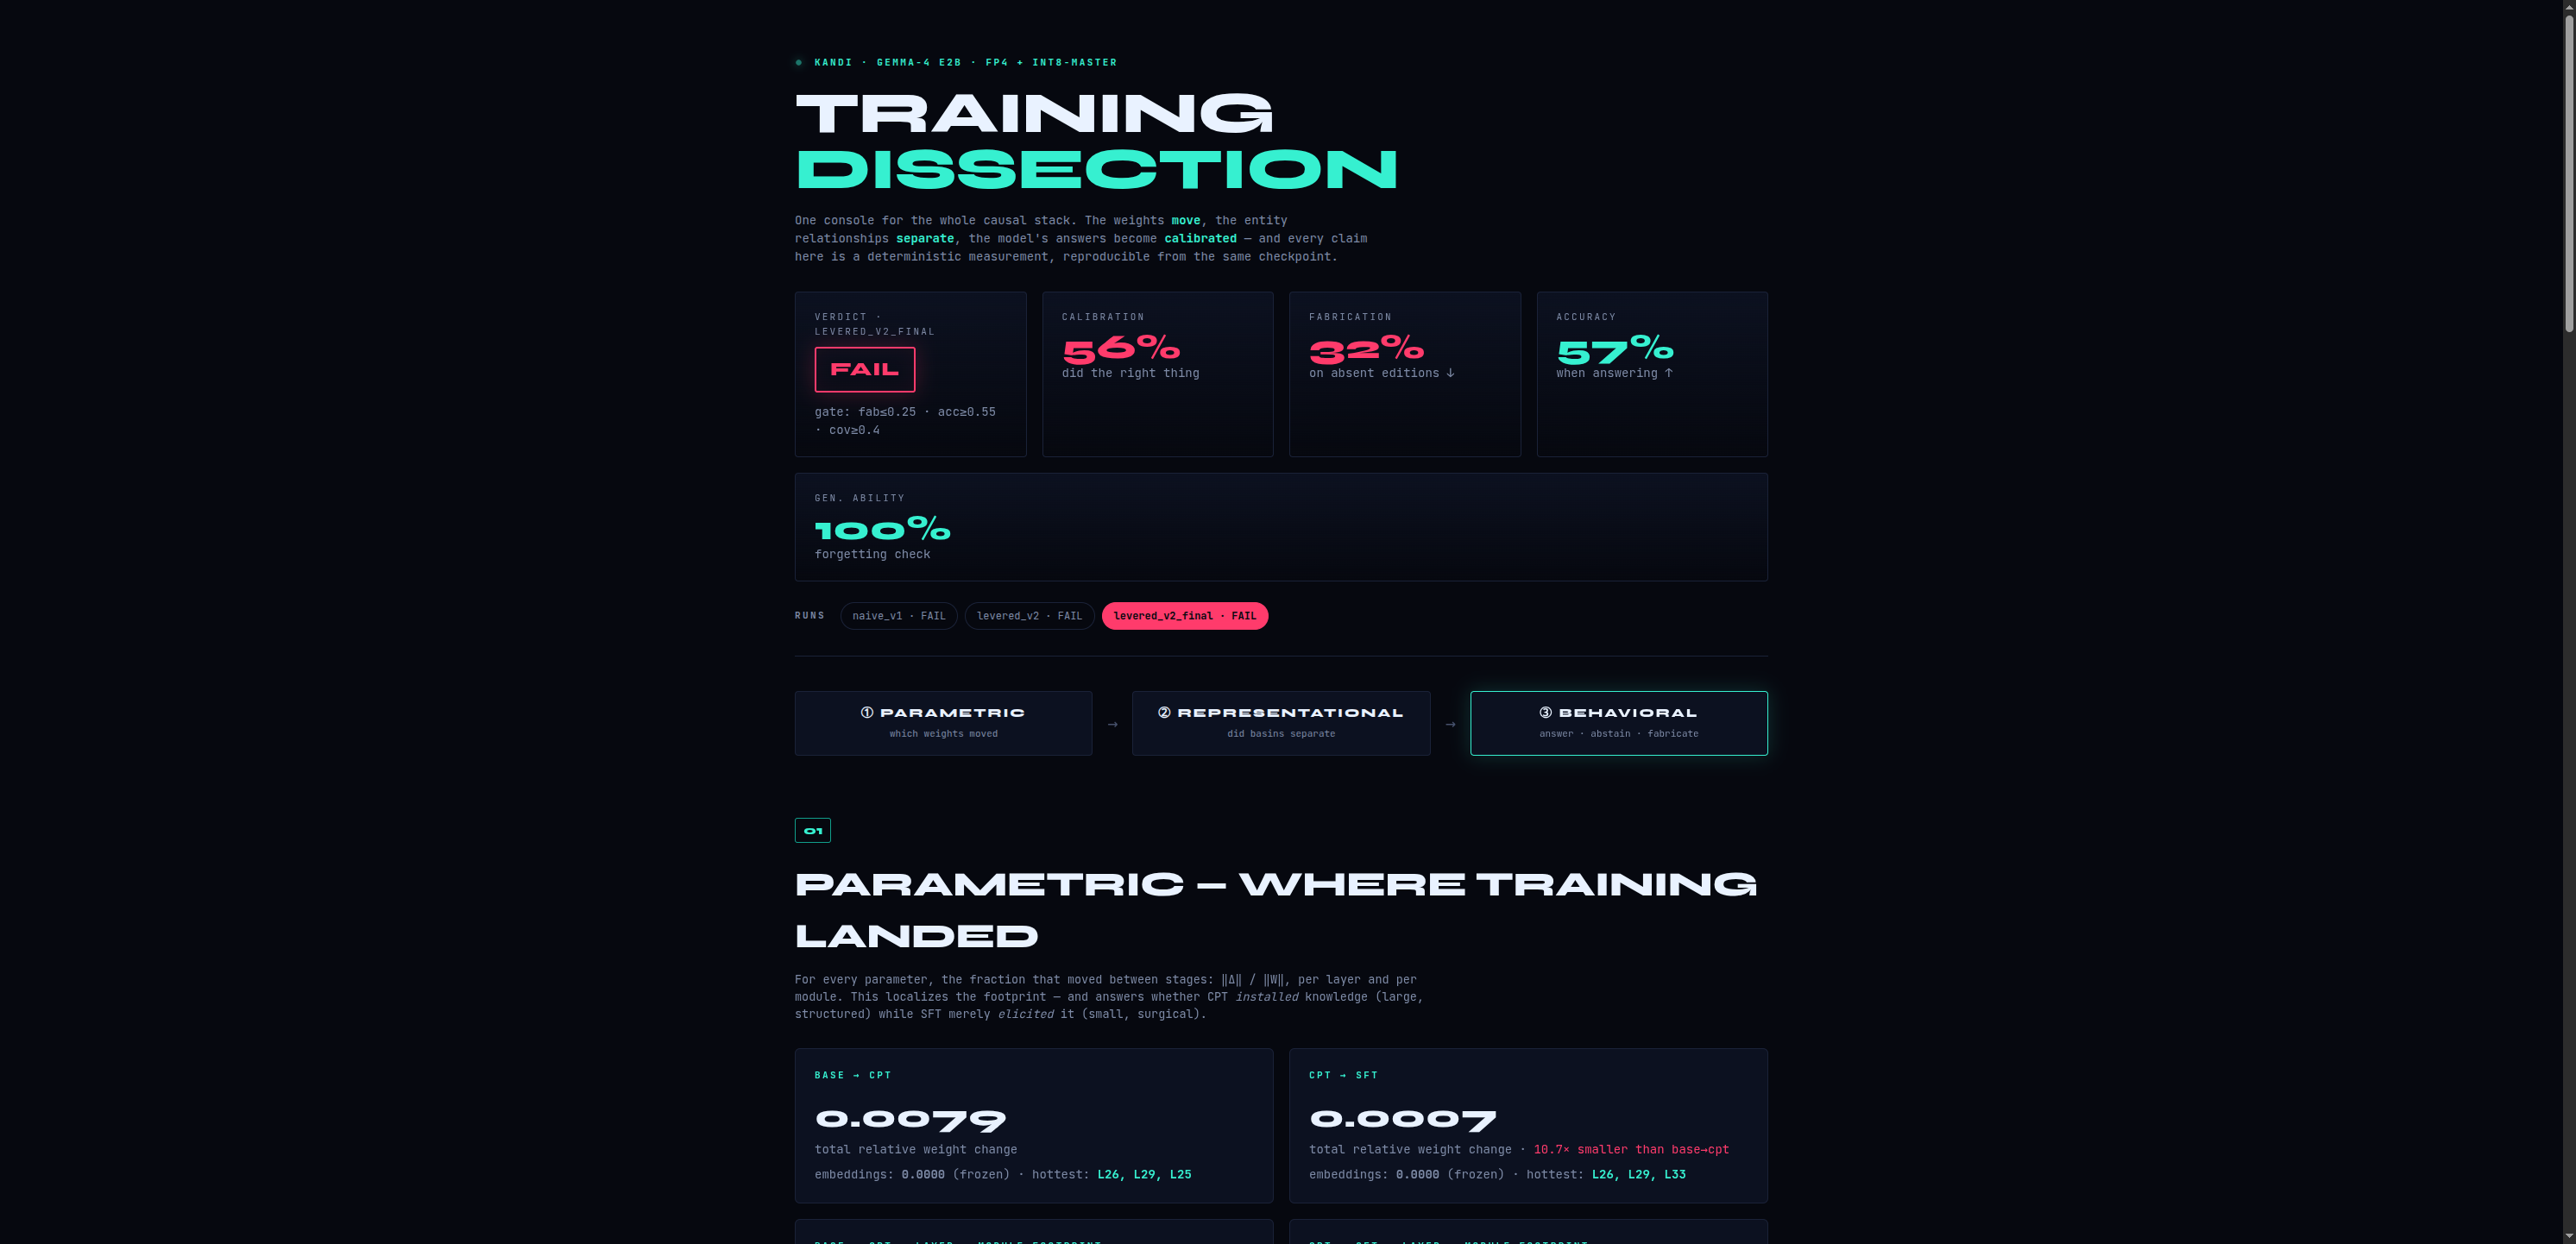 KANDI · GEMMA-4 E2B · FP4 + INT8-MASTER
TRAINING
DISSECTION
One console for the whole causal stack. The weights move, the entity
relationships separate, the model's answers become calibrated — and every claim
here is a deterministic measurement, reproducible from the same checkpoint.
VERDICT ·
LEVERED_V2_FINAL
FAIL
gate: fab≤0.25 · acc≥0.55
· cov≥0.4
CALIBRATION
56%
did the right thing
FABRICATION
32%
on absent editions ↓
ACCURACY
57%
when answering ↑
GEN. ABILITY
100%
forgetting check
RUNS
naive_v1 · FAIL
levered_v2 · FAIL
levered_v2_final · FAIL
① PARAMETRIC
which weights moved
→
② REPRESENTATIONAL
did basins separate
→
③ BEHAVIORAL
answer · abstain · fabricate
01
PARAMETRIC — WHERE TRAINING
LANDED
For every parameter, the fraction that moved between stages: ‖Δ‖ / ‖W‖, per layer and per
module. This localizes the footprint — and answers whether CPT installed knowledge (large,
structured) while SFT merely elicited it (small, surgical).
BASE → CPT
0.0079
total relative weight change
embeddings: 0.0000 (frozen) · hottest: L26, L29, L25
CPT → SFT
0.0007
total relative weight change · 10.7× smaller than base→cpt
embeddings: 0.0000 (frozen) · hottest: L26, L29, L33